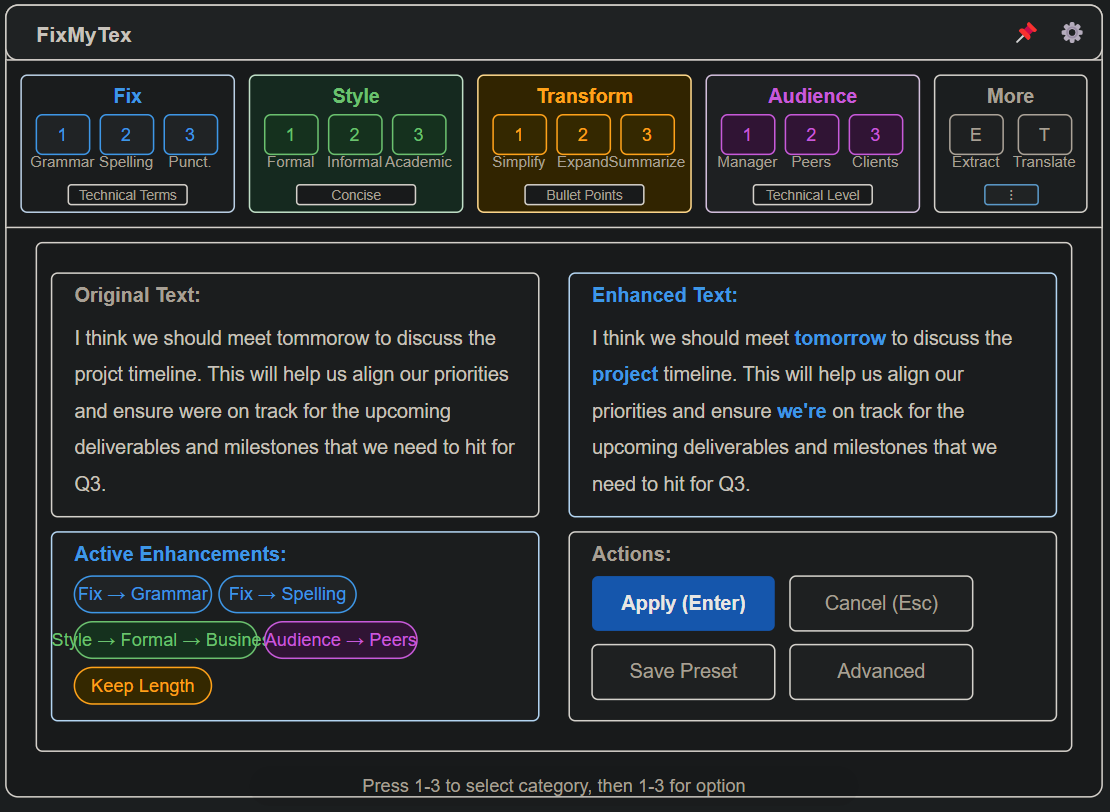 FixMyTex
Fix
1 2 3
Grammar Spelling Punct.
Technical Terms
Style
1 2 3
Formal Informal Academic
Concise
Transform
1 2 3
Simplify Expand Summarize
Bullet Points
Audience
1 2 3
Manager Peers Clients
Technical Level
More
E T
Extract Translate
⋮
Original Text:
I think we should meet tommorow to discuss the
projct timeline. This will help us align our priorities
and ensure were on track for the upcoming
deliverables and milestones that we need to hit for
Q3.
Enhanced Text:
I think we should meet tomorrow to discuss the
project timeline. This will help us align our
priorities and ensure we're on track for the
upcoming deliverables and milestones that we
need to hit for Q3.
Active Enhancements:
Fix → Grammar Fix → Spelling
Style → Formal → Busines Audience → Peers
Keep Length
Actions:
Apply (Enter) Cancel (Esc)
Save Preset Advanced
Press 1-3 to select category, then 1-3 for option